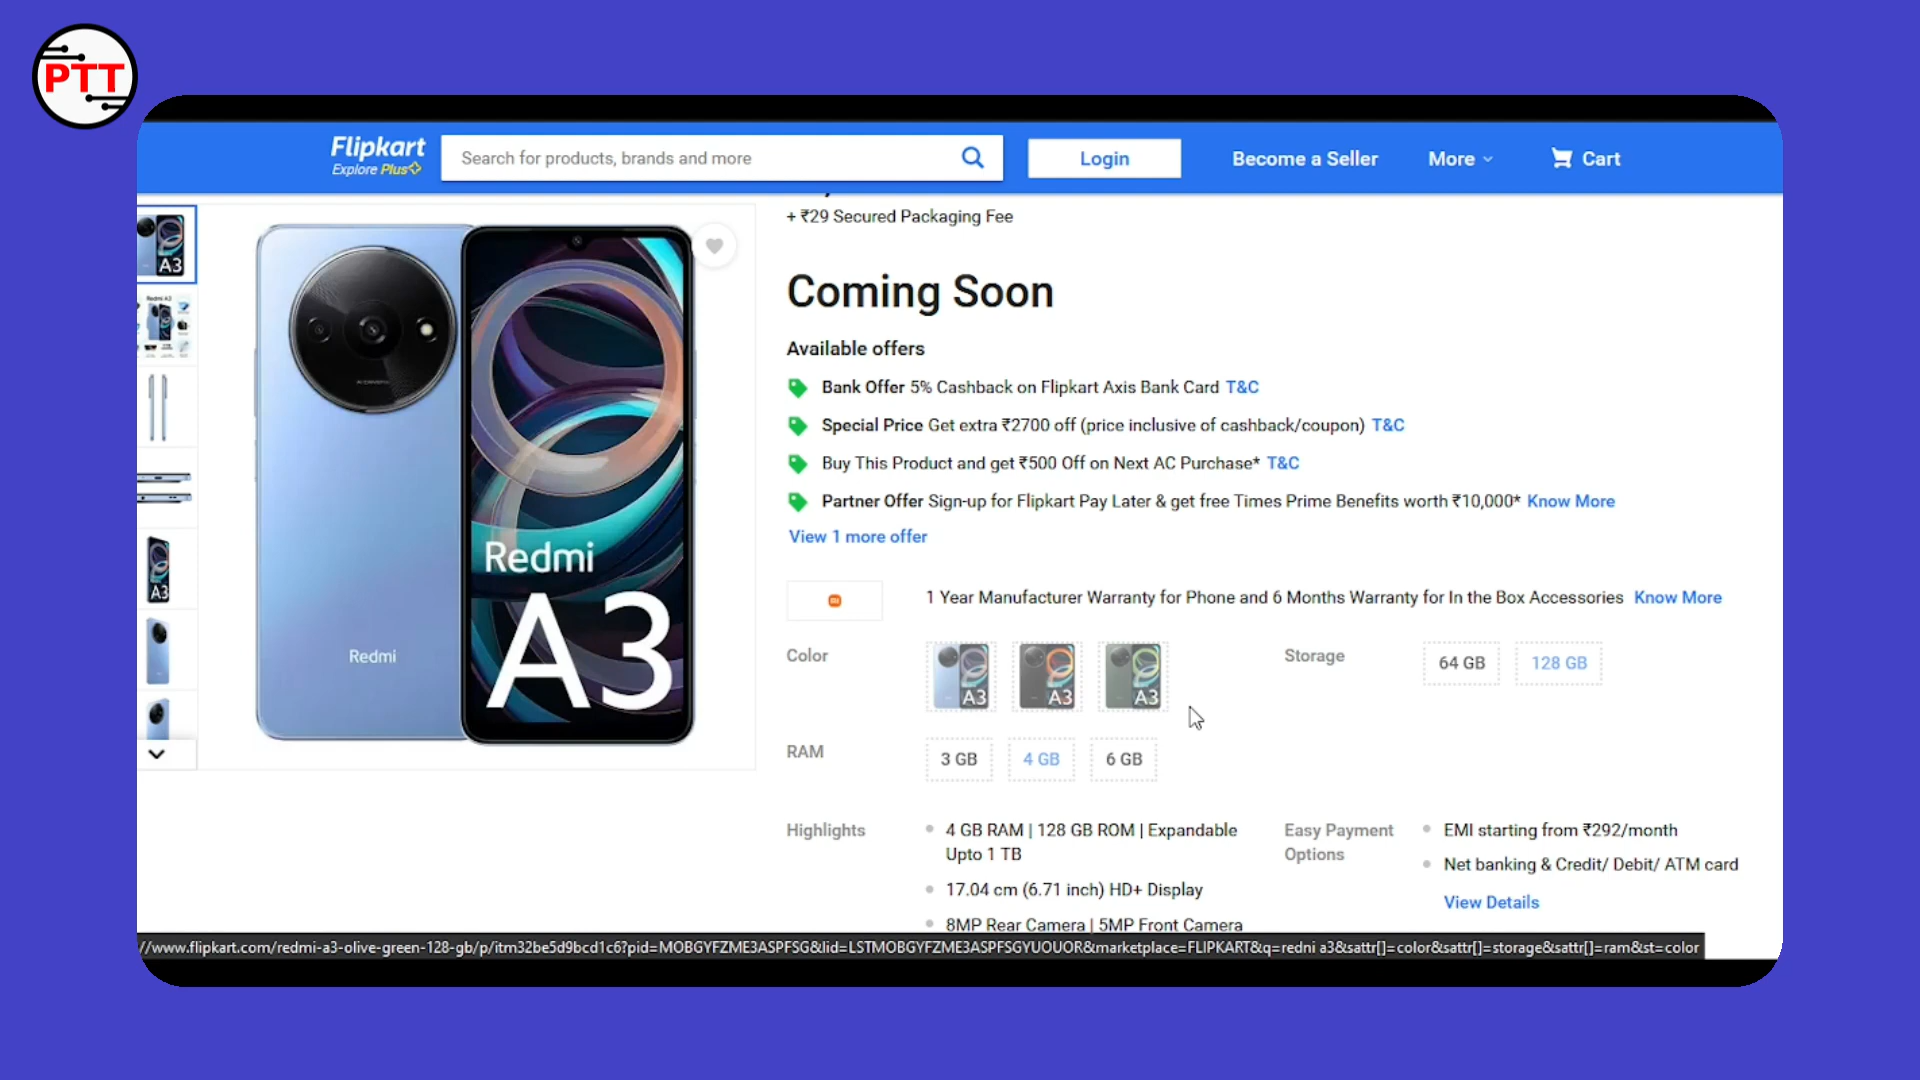 PTT
Flipkart
Explore Plus
Search for products, brands and more
Login
Become a Seller
More
Cart
+ ₹29 Secured Packaging Fee
A3
Redmi A3
A3
Redmi
Redmi
A3
Coming Soon
Available offers
Bank Offer 5% Cashback on Flipkart Axis Bank Card T&C
Special Price Get extra ₹2700 off (price inclusive of cashback/coupon) T&C
Buy This Product and get ₹500 Off on Next AC Purchase* T&C
Partner Offer Sign-up for Flipkart Pay Later & get free Times Prime Benefits worth ₹10,000* Know More
View 1 more offer
1 Year Manufacturer Warranty for Phone and 6 Months Warranty for In the Box Accessories Know More
Color
A3
A3
A3
Storage
64 GB
128 GB
RAM
3 GB
4 GB
6 GB
Highlights
4 GB RAM | 128 GB ROM | Expandable
Upto 1 TB
17.04 cm (6.71 inch) HD+ Display
8MP Rear Camera | 5MP Front Camera
Easy Payment
Options
EMI starting from ₹292/month
Net banking & Credit/ Debit/ ATM card
View Details
//www.flipkart.com/redmi-a3-olive-green-128-gb/p/itm32be5d9bcd1c6?pid=MOBGYFZME3ASPFSG&lid=LSTMOBGYFZME3ASPFSGYUOUOR&marketplace=FLIPKART&q=redni a3&sattr[]=color&sattr[]=storage&sattr[]=ram&st=color